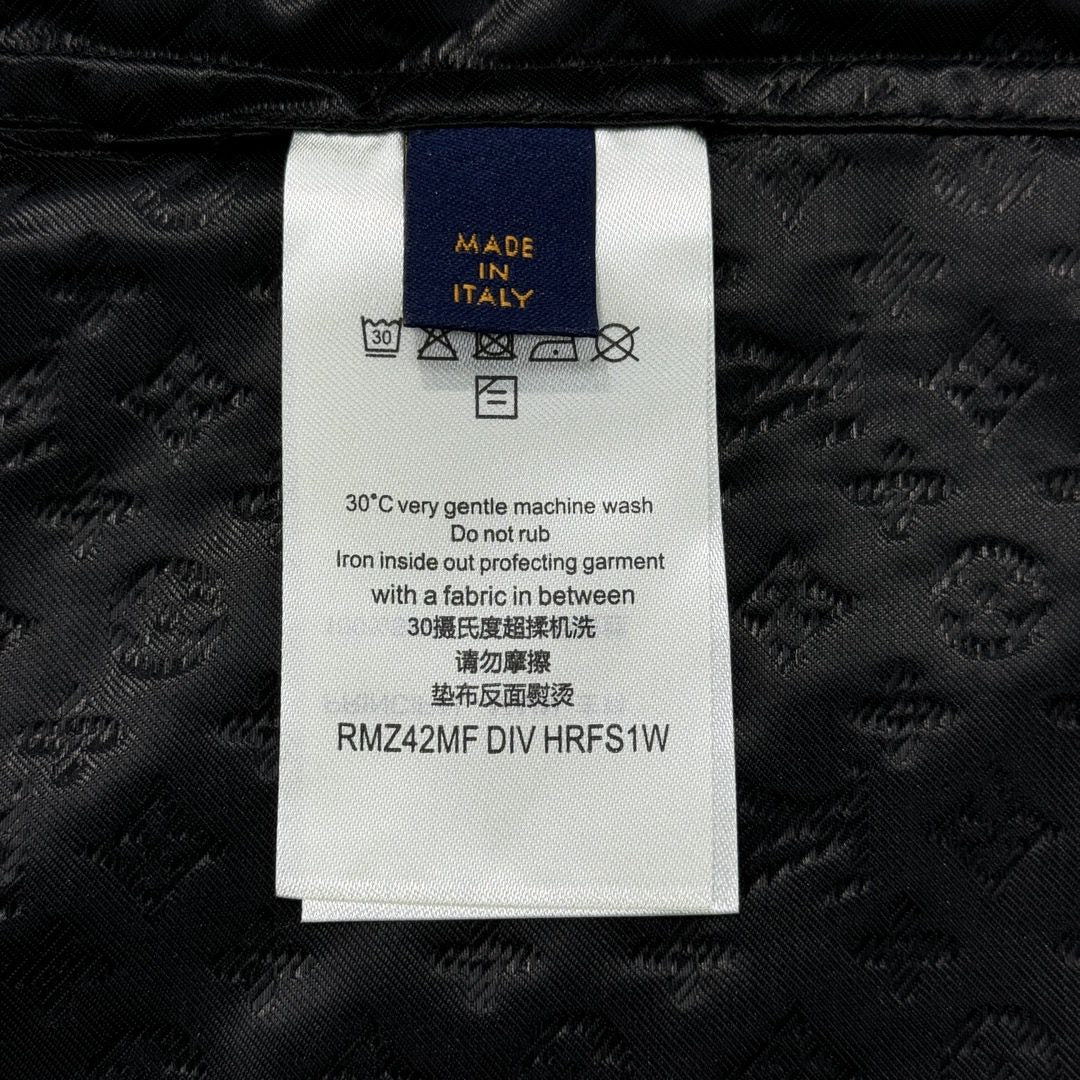 MADE
IN
ITALY
30
30°C very gentle machine wash
Do not rub
Iron inside out profecting garment
with a fabric in between
30摄氏度超揉机洗
请勿摩擦
垫布反面熨烫
RMZ42MF DIV HRFS1W